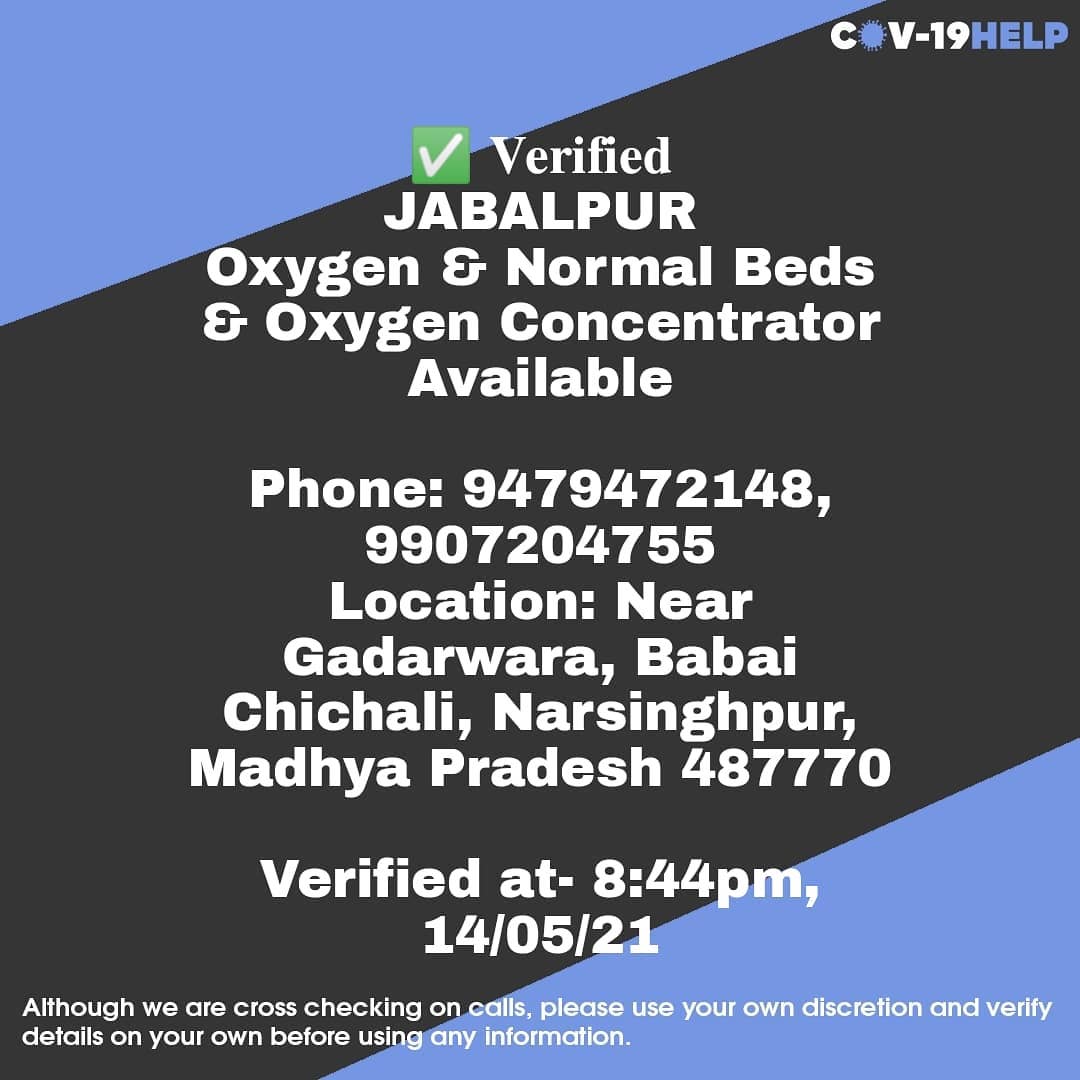 COV-19HELP
✅ Verified
JABALPUR
Oxygen & Normal Beds
& Oxygen Concentrator
Available
Phone: 9479472148,
9907204755
Location: Near
Gadarwara, Babai
Chichali, Narsinghpur,
Madhya Pradesh 487770
Verified at- 8:44pm,
14/05/21
Although we are cross checking on calls, please use your own discretion and verify
details on your own before using any information.